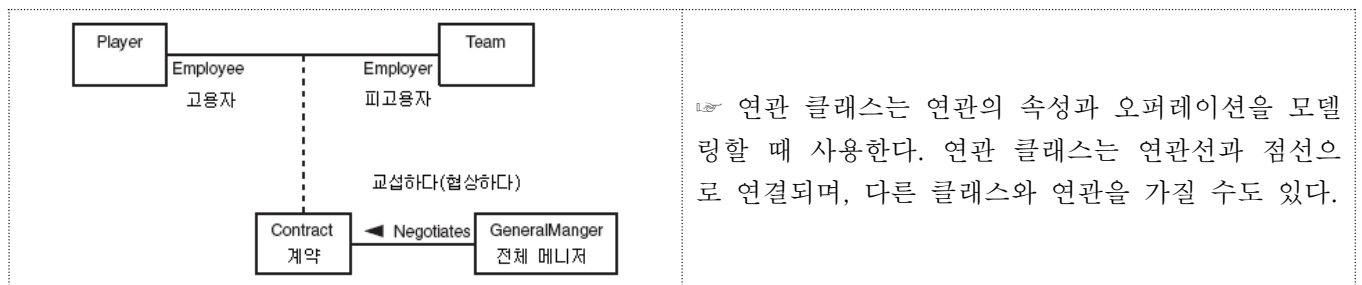 Player
Team
Employee
Employer
고용자
피고용자
교섭하다(협상하다)
Contract
◄ Negotiates
GeneralManger
계약
전체 메니저
☞ 연관 클래스는 연관의 속성과 오퍼레이션을 모델
링할 때 사용한다. 연관 클래스는 연관선과 점선으
로 연결되며, 다른 클래스와 연관을 가질 수도 있다.